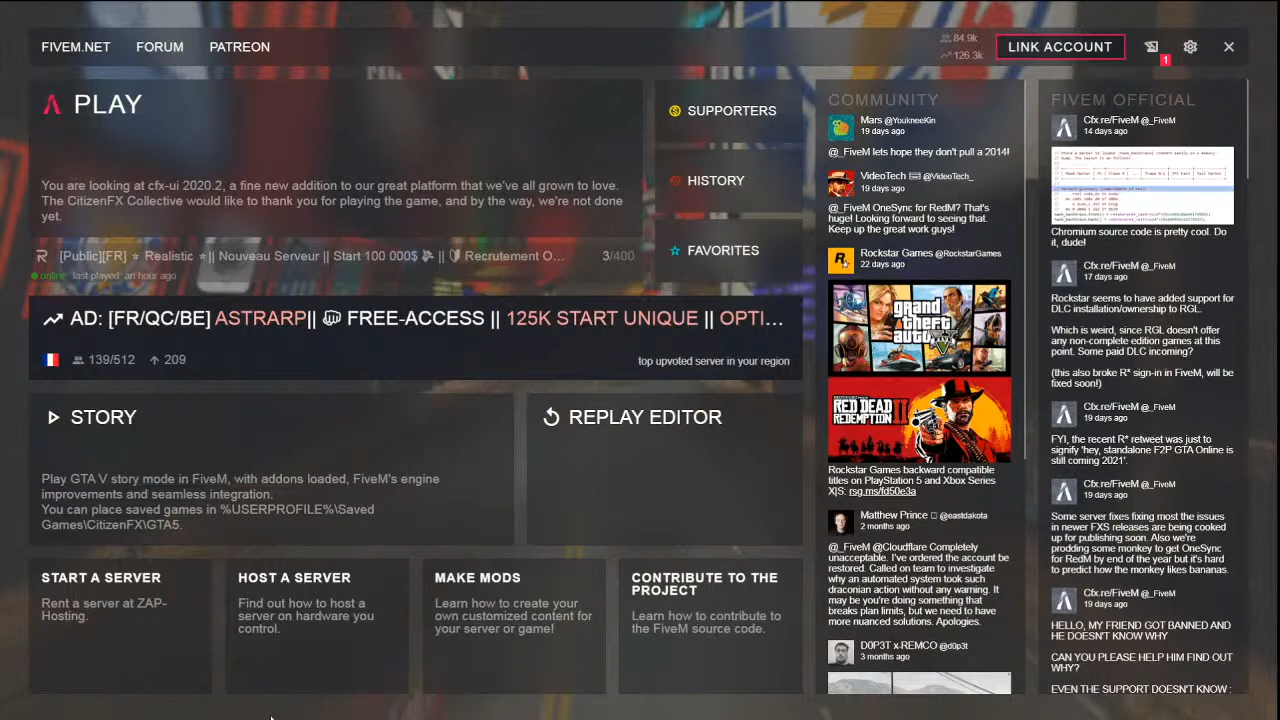 FIVEM.NET FORUM PATREON
84.9k
126.3k
LINK ACCOUNT
1
PLAY
You are looking at cfx-ui 2020.2, a fine new addition to our great platform that we've all grown to love.
The CitizenFX Collective would like to thank you for playing our game, and by the way, we're not done
yet.
[Public][FR] ⭐ Realistic ⭐|| Nouveau Serveur || Start 100 000$ || Recrutement O...
3/400
online last played: an hour ago
SUPPORTERS
HISTORY
FAVORITES
AD: [FR/QC/BE] ASTRARP|| 👊 FREE-ACCESS || 125K START UNIQUE || OPTI...
139/512 209
top upvoted server in your region
STORY
Play GTA V story mode in FiveM, with addons loaded, FiveM's engine
improvements and seamless integration.
You can place saved games in %USERPROFILE%\Saved
Games\CitizenFX\GTA5.
REPLAY EDITOR
START A SERVER
Rent a server at ZAP-
Hosting.
HOST A SERVER
Find out how to host a
server on hardware you
control.
MAKE MODS
Learn how to create your
own customized content for
your server or game!
CONTRIBUTE TO THE
PROJECT
Learn how to contribute to
the FiveM source code.
COMMUNITY
Mars @YoukneeKin
19 days ago
@_FiveM lets hope they don't pull a 2014!
VideoTech @VideoTech_
19 days ago
@_FiveM OneSync for RedM? That's
huge! Looking forward to seeing that.
Keep up the great work guys!
Rockstar Games @RockstarGames
22 days ago
grand
theft
auto
V
RED DEAD
REDEMPTION
II
Rockstar Games backward compatible
titles on PlayStation 5 and Xbox Series
X|S: rsg.ms/fd50e3a
Matthew Prince @eastdakota
2 months ago
@_FiveM @Cloudflare Completely
unacceptable. I've ordered the account be
restored. Called on team to investigate
why an automated system took such
draconian action without any warning. It
may be you're doing something that
breaks plan limits, but we need to have
more nuanced solutions. Apologies.
D0P3T x REMCO @d0p3t
3 months ago
FIVEM OFFICIAL
Cfx.re/FiveM @_FiveM
14 days ago
Chromium source code is pretty cool. Do
it, dude!
Cfx.re/FiveM @_FiveM
17 days ago
Rockstar seems to have added support for
DLC installation/ownership to RGL.
Which is weird, since RGL doesn't offer
any non-complete edition games at this
point. Some paid DLC incoming?
(this also broke R* sign-in in FiveM, will be
fixed soon!)
Cfx.re/FiveM @_FiveM
19 days ago
FYI, the recent R* retweet was just to
signify 'hey, standalone F2P GTA Online is
still coming 2021'.
Cfx.re/FiveM @_FiveM
19 days ago
Some server fixes fixing most the issues
in newer FXS releases are being cooked
up for publishing soon. Also we're
prodding some monkey to get OneSync
for RedM by end of the year but it's hard
to predict how the monkey likes bananas.
Cfx.re/FiveM @_FiveM
19 days ago
HELLO, MY FRIEND GOT BANNED AND
HE DOESN'T KNOW WHY
CAN YOU PLEASE HELP HIM FIND OUT
WHY?
EVEN THE SUPPORT DOESN'T KNOW :